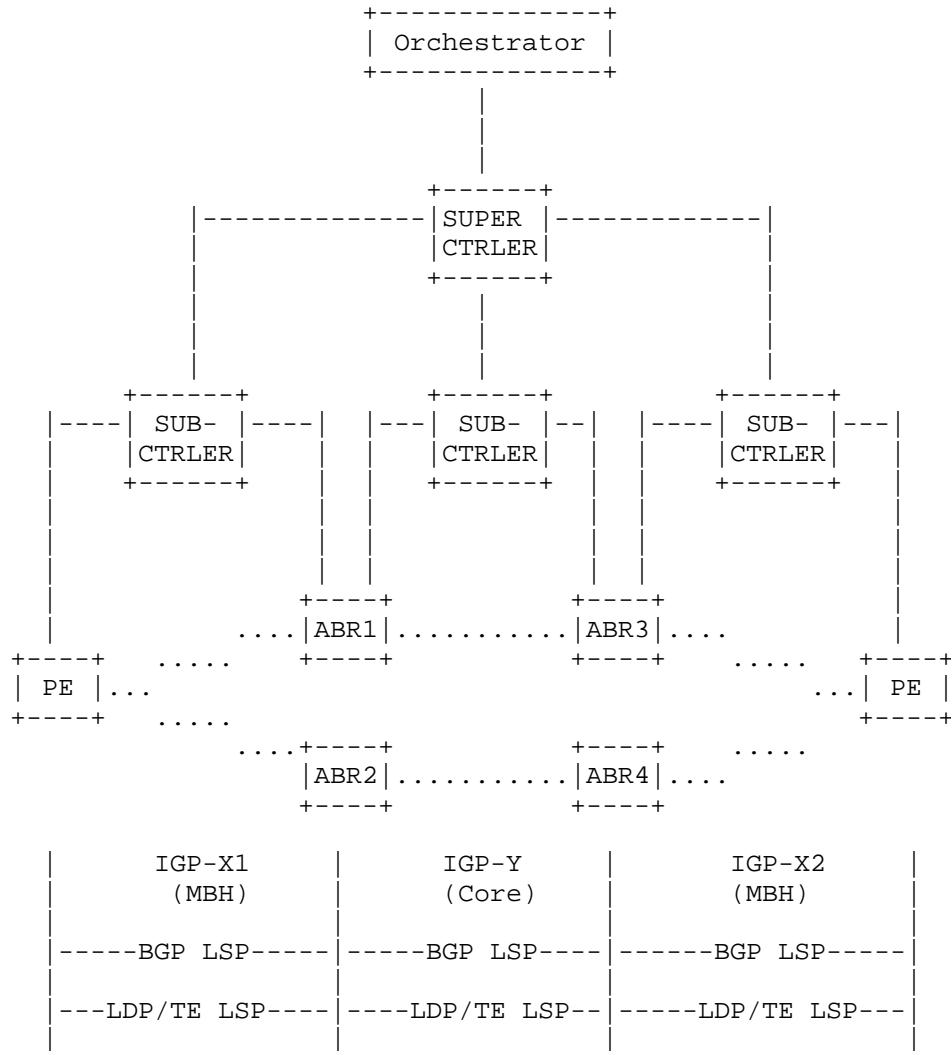 Orchestrator
SUPER
CTRLER
SUB- SUB- SUB-
CTRLER CTRLER CTRLER
....ABR1...........ABR3....
..... .....
PE... ...PE
..... .....
....
ABR2...........ABR4....
IGP-X1 IGP-Y IGP-X2
(MBH) (Core) (MBH)
-----BGP LSP----- ----BGP LSP---- -----BGP LSP-----
---LDP/TE LSP---- ----LDP/TE LSP-- -----LDP/TE LSP---